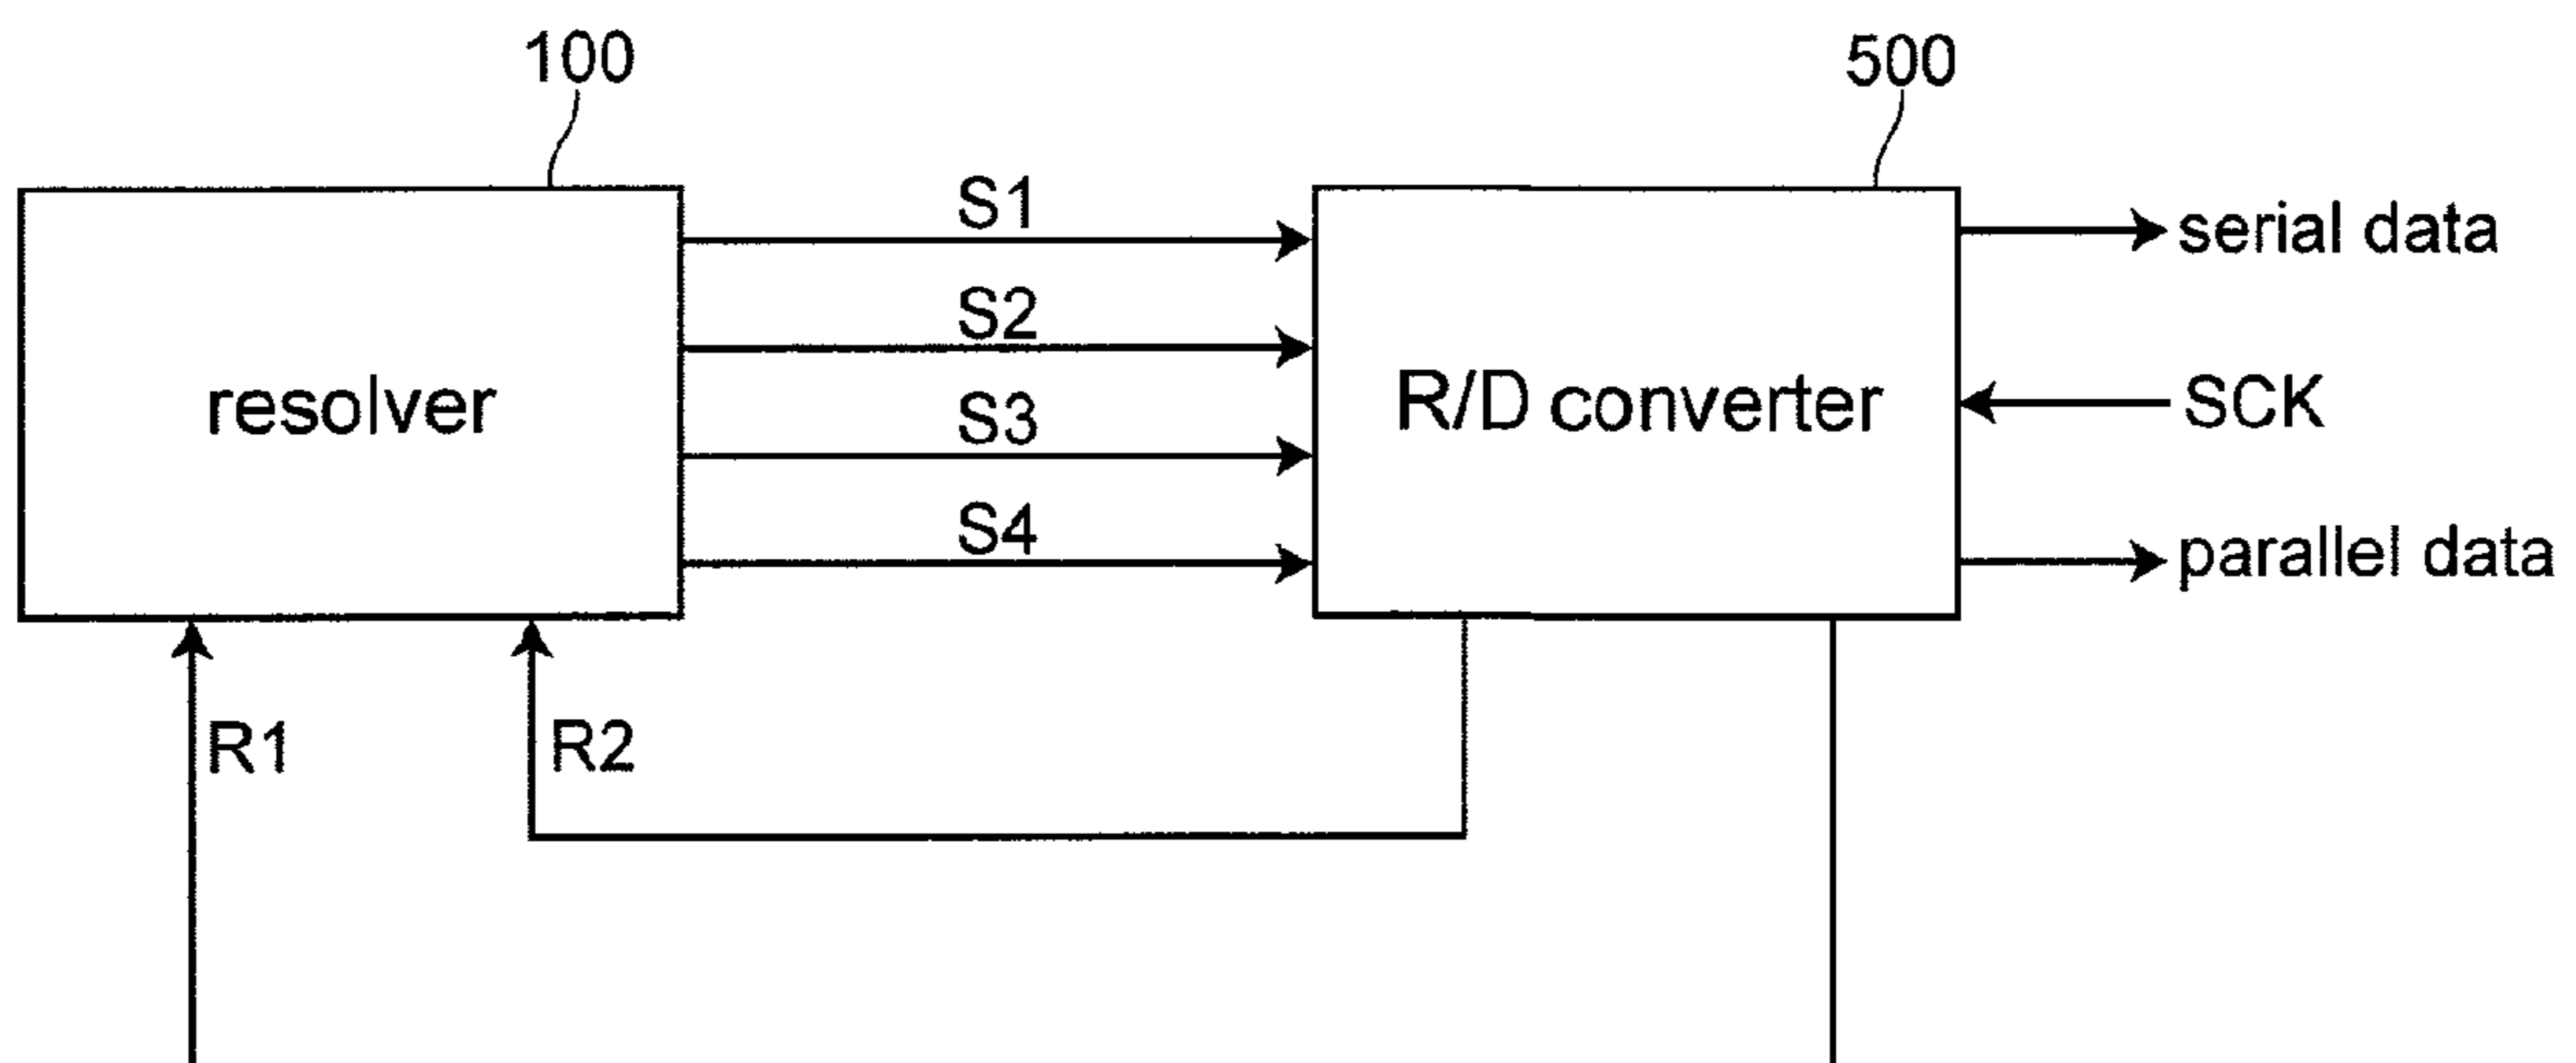 100
500
S1
serial data
S2
resolver
R/D converter
SCK
S3
S4
parallel data
R1
R2